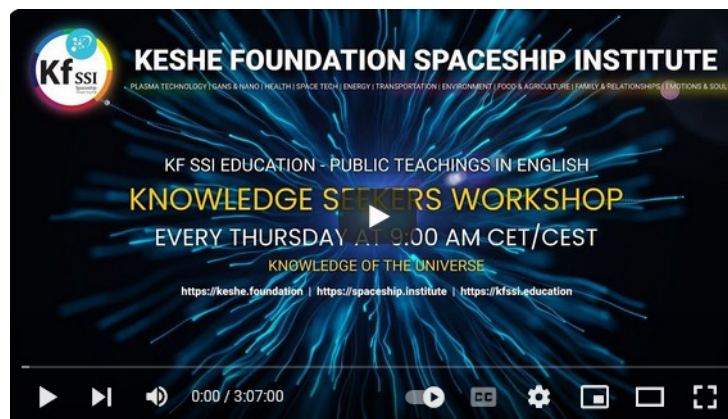 Kf SSI
Spaceship
Institute
KESHE FOUNDATION SPACESHIP INSTITUTE
PLASMA TECHNOLOGY | GANS & NANO | HEALTH | SPACE TECH | ENERGY | TRANSPORTATION | ENVIRONMENT | FOOD & AGRICULTURE | FAMILY & RELATIONSHIPS | EMOTIONS & SOUL
KF SSI EDUCATION - PUBLIC TEACHINGS IN ENGLISH
KNOWLEDGE SEEKERS WORKSHOP
EVERY THURSDAY AT 9:00 AM CET/CEST
KNOWLEDGE OF THE UNIVERSE
https://keshe.foundation | https://spaceship.institute | https://kfssi.education
0:00 / 3:07:00
CC